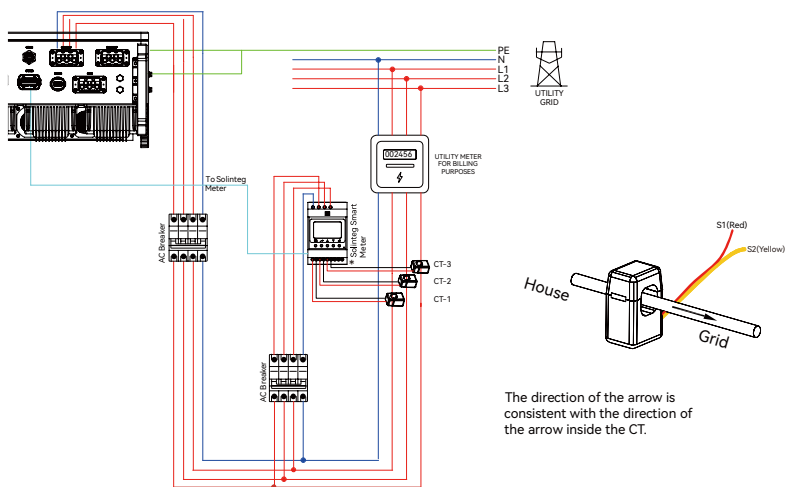 PE
N
L1
L2
L3
UTILITY
GRID
002456
UTILITY METER
FOR BILLING
PURPOSES
To Solinteg
Meter
AC Breaker
* Solinteg Smart
Meter
CT-3
CT-2
CT-1
AC Breaker
S1(Red)
S2(Yellow)
House
Grid
The direction of the arrow is
consistent with the direction of
the arrow inside the CT.